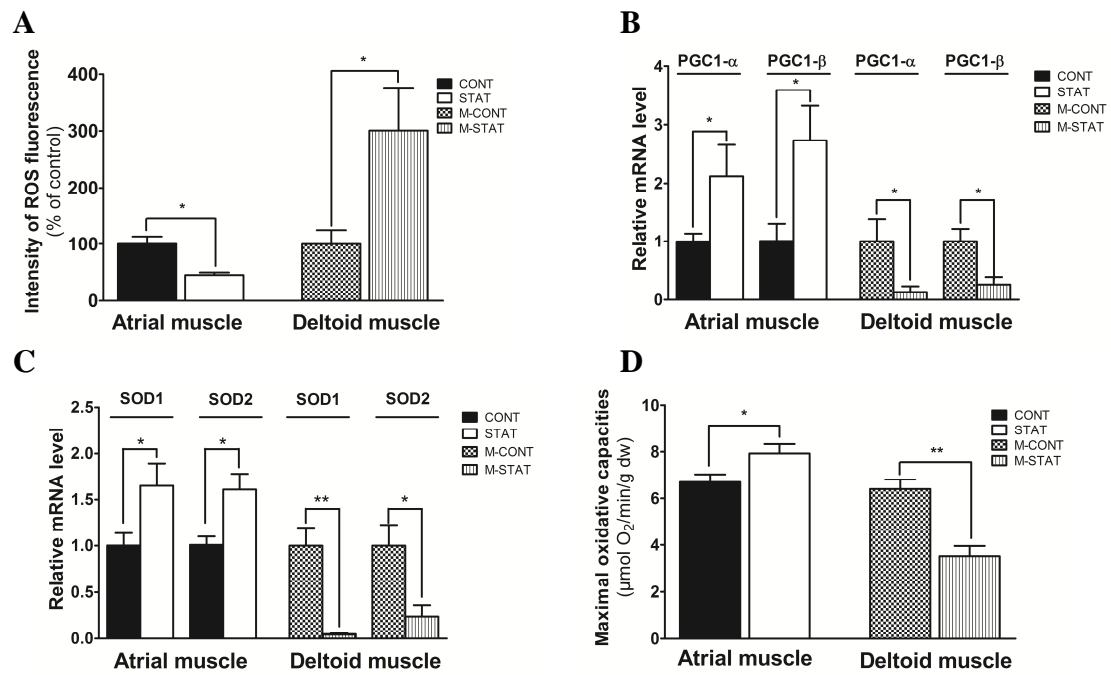 A
Intensity of ROS fluorescence
(% of control)
400
300
200
100
0
*
*
CONT
STAT
M-CONT
M-STAT
Atrial muscle
Deltoid muscle
B
PGC1-α
PGC1-β
PGC1-α
PGC1-β
Relative mRNA level
4
3
2
1
0
*
*
*
*
CONT
STAT
M-CONT
M-STAT
Atrial muscle
Deltoid muscle
C
SOD1
SOD2
SOD1
SOD2
Relative mRNA level
2.5
2.0
1.5
1.0
0.5
0.0
*
*
**
*
CONT
STAT
M-CONT
M-STAT
Atrial muscle
Deltoid muscle
D
Maximal oxidative capacities
(µmol O₂/min/g dw)
10
8
6
4
2
0
*
**
CONT
STAT
M-CONT
M-STAT
Atrial muscle
Deltoid muscle